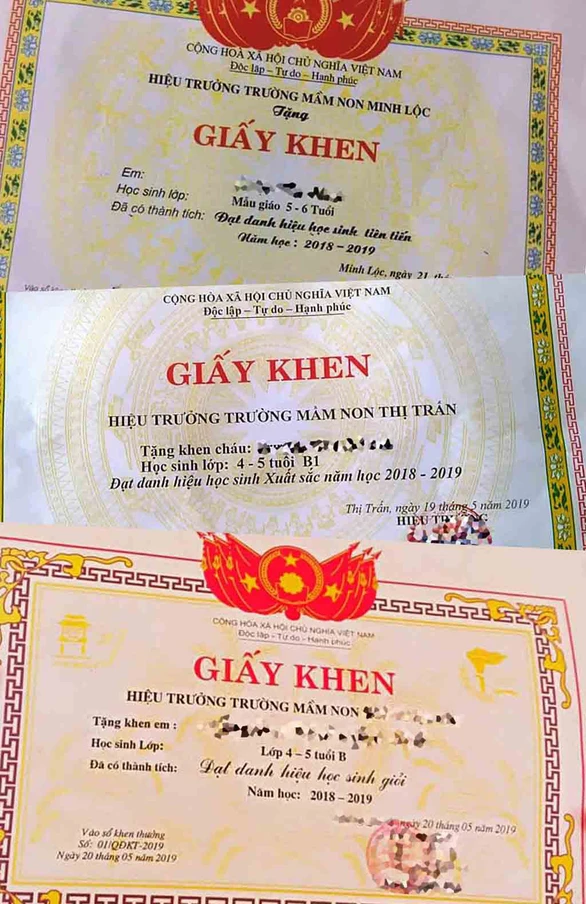 CỘNG HOÀ XÃ HỘI CHỦ NGHĨA VIỆT NAM
Độc lập – Tự do – Hạnh phúc
HIỆU TRƯỞNG TRƯỜNG MẦM NON MINH LỘC
Tặng
GIẤY KHEN
Em:
Học sinh lớp: Mẫu giáo 5 - 6 Tuổi
Đã có thành tích: Đạt danh hiệu học sinh tiên tiến
Năm học: 2018 – 2019
Minh Lộc, ngày 21
CỘNG HÒA XÃ HỘI CHỦ NGHĨA VIỆT NAM
Độc lập – Tự do – Hạnh phúc
GIẤY KHEN
HIỆU TRƯỞNG TRƯỜNG MẦM NON THỊ TRẤN
Tặng khen cháu:
Học sinh lớp: 4 - 5 tuổi B1
Đạt danh hiệu học sinh Xuất sắc năm học 2018 - 2019
Thị Trấn, ngày 19 tháng 5 năm 2019
HIỆU TRƯỞNG
CỘNG HÒA XÃ HỘI CHỦ NGHĨA VIỆT NAM
Độc lập - Tự do - Hạnh phúc
GIẤY KHEN
HIỆU TRƯỞNG TRƯỜNG MẦM NON
Tặng khen em :
Học sinh Lớp: Lớp 4 – 5 tuổi B
Đã có thành tích: Đạt danh hiệu học sinh giỏi
Năm học: 2018 – 2019
ngày 20 tháng 05 năm 2019
Vào sổ khen thưởng
Số: 01/QĐKT-2019
Ngày 20 tháng 05 năm 2019